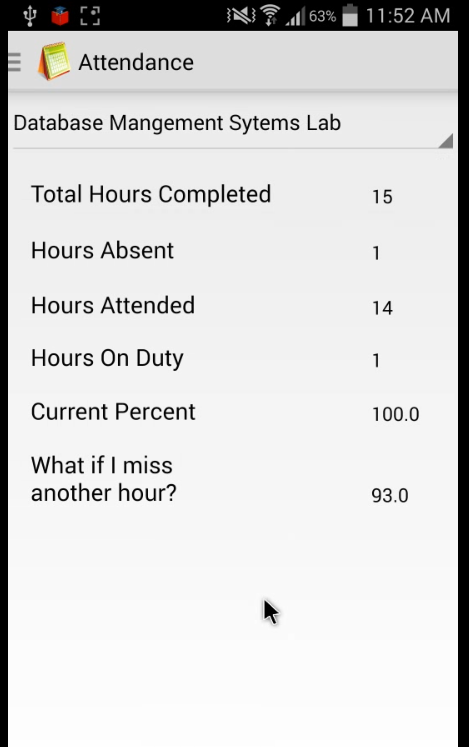 63% 11:52 AM
Attendance
Database Mangement Sytems Lab
Total Hours Completed 15
Hours Absent 1
Hours Attended 14
Hours On Duty 1
Current Percent 100.0
What if I miss
another hour? 93.0